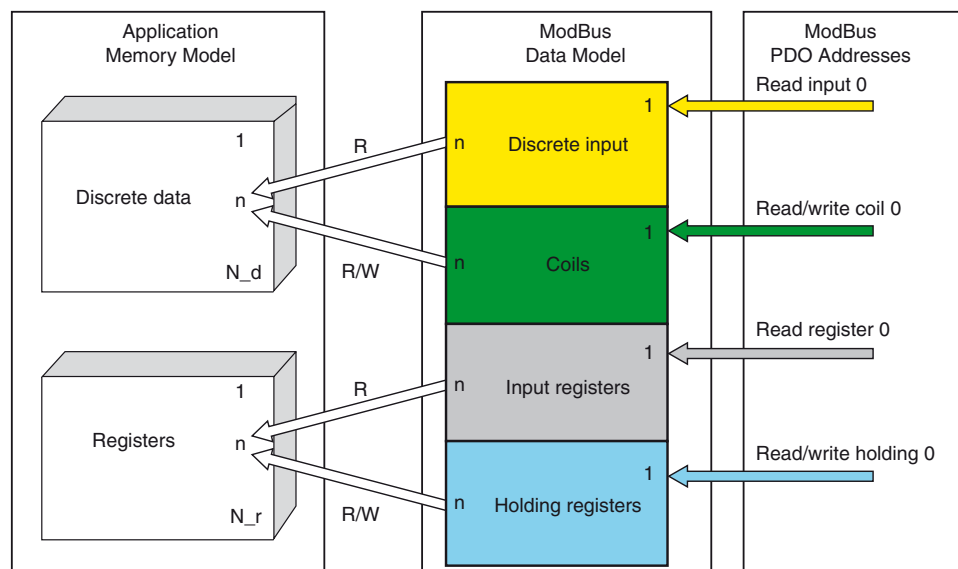 Application
Memory Model
1
Discrete data
n
N_d
1
Registers
n
N_r
R
R/W
R
R/W
ModBus
Data Model
1
n
Discrete input
1
n
Coils
1
n
Input registers
1
n
Holding registers
ModBus
PDO Addresses
Read input 0
Read/write coil 0
Read register 0
Read/write holding 0